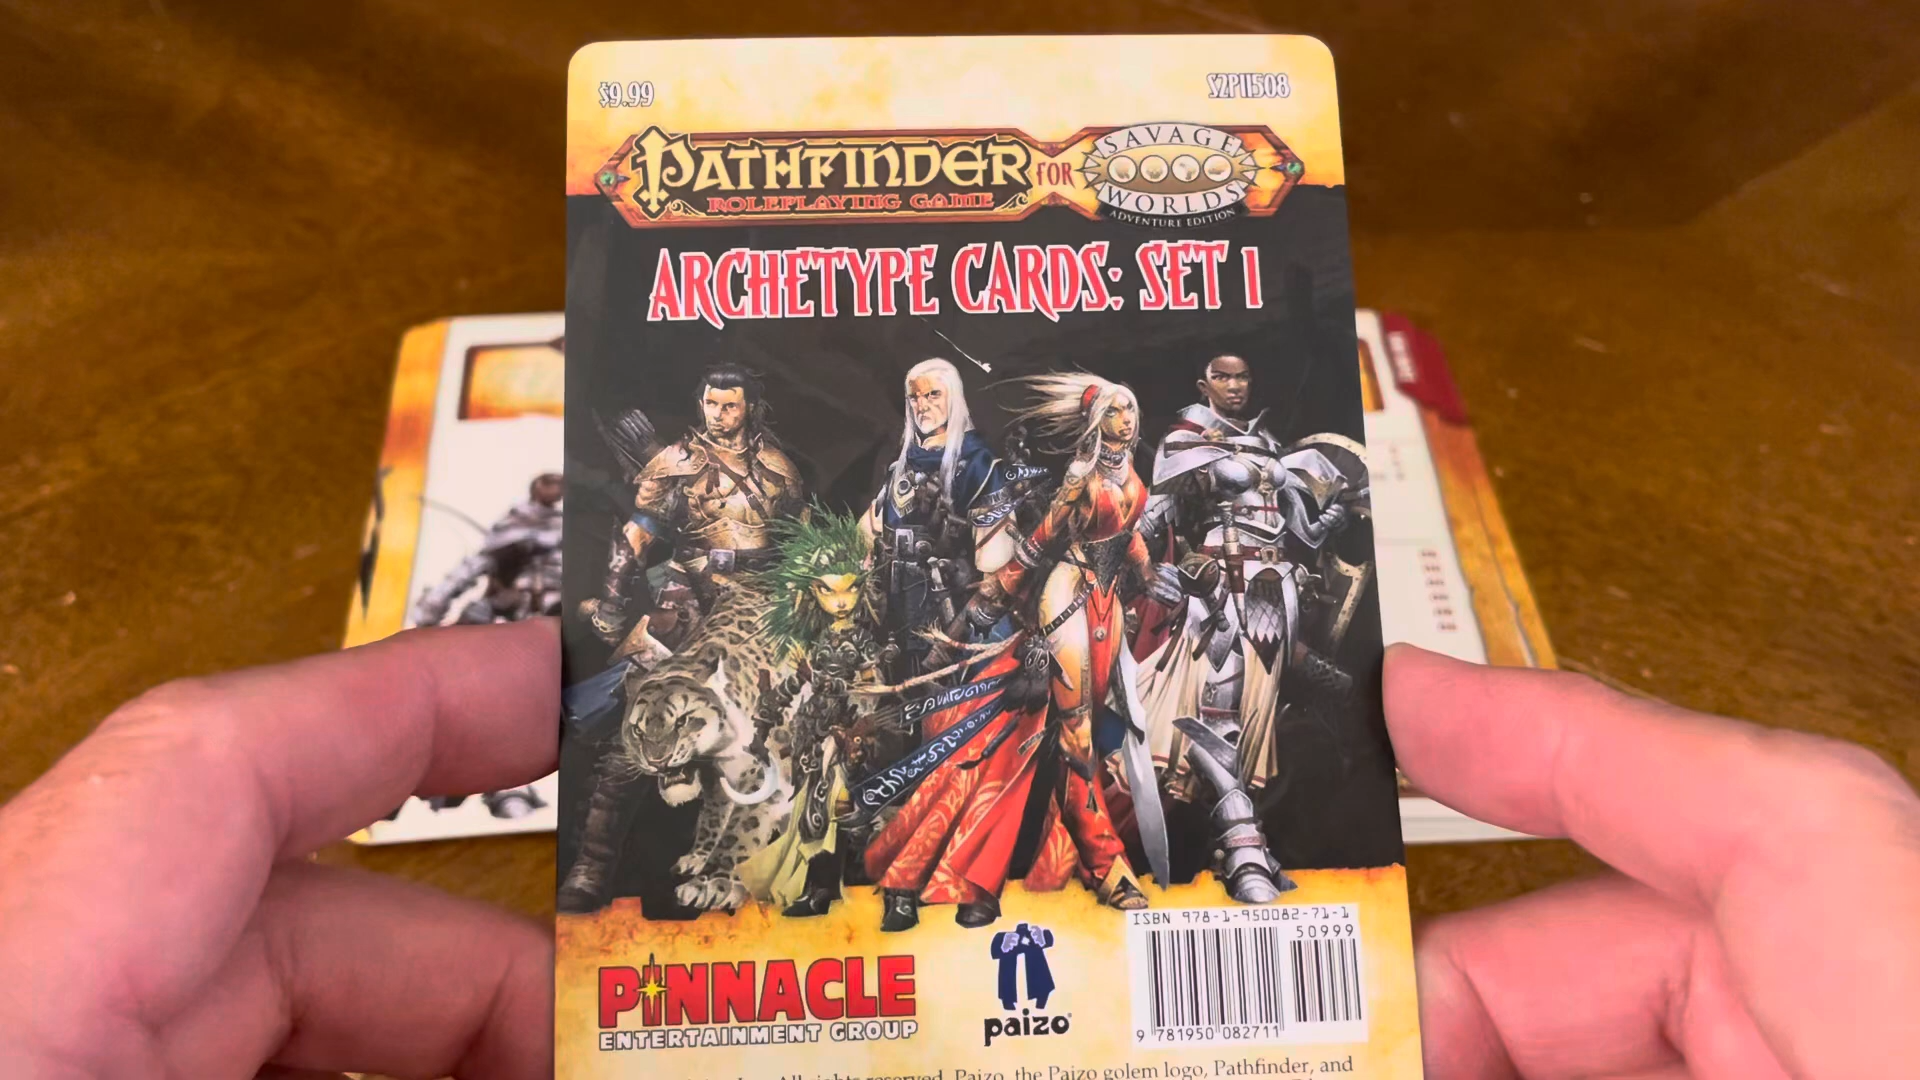 $9.99
S2P11508
PATHFINDER
ROLEPLAYING GAME
FOR
SAVAGE
WORLDS
ADVENTURE EDITION
ARCHETYPE CARDS: SET 1
ISBN 978-1-950082-71-1
50999
PINNACLE
ENTERTAINMENT GROUP
paizo
9 781950 082711
All rights reserved. Paizo, the Paizo golem logo, Pathfinder, and